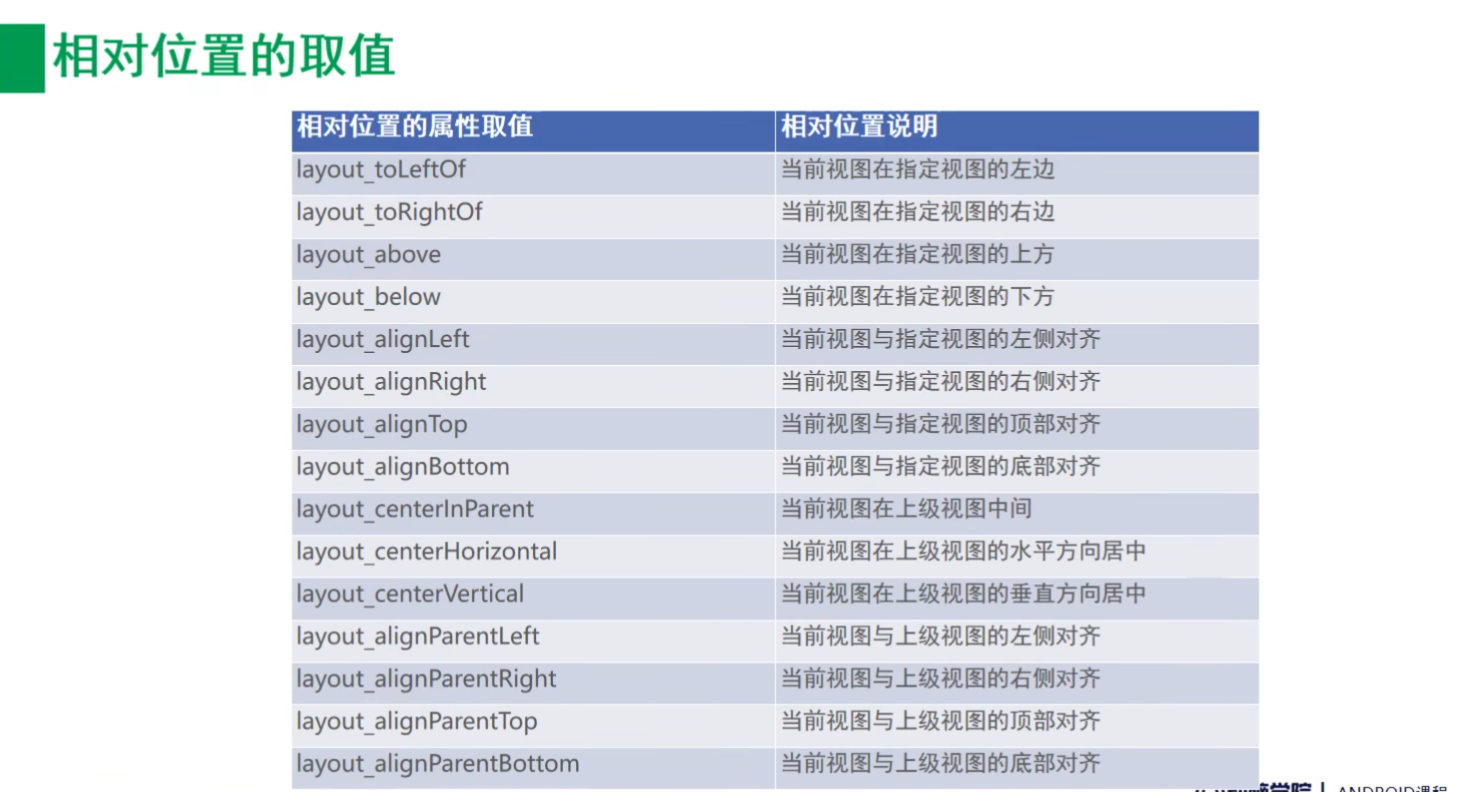 相对位置的取值
相对位置的属性取值 相对位置说明
layout_toLeftOf 当前视图在指定视图的左边
layout_toRightOf 当前视图在指定视图的右边
layout_above 当前视图在指定视图的上方
layout_below 当前视图在指定视图的下方
layout_alignLeft 当前视图与指定视图的左侧对齐
layout_alignRight 当前视图与指定视图的右侧对齐
layout_alignTop 当前视图与指定视图的顶部对齐
layout_alignBottom 当前视图与指定视图的底部对齐
layout_centerInParent 当前视图在上级视图中间
layout_centerHorizontal 当前视图在上级视图的水平方向居中
layout_centerVertical 当前视图在上级视图的垂直方向居中
layout_alignParentLeft 当前视图与上级视图的左侧对齐
layout_alignParentRight 当前视图与上级视图的右侧对齐
layout_alignParentTop 当前视图与上级视图的顶部对齐
layout_alignParentBottom 当前视图与上级视图的底部对齐
学院 | ANDROID课程